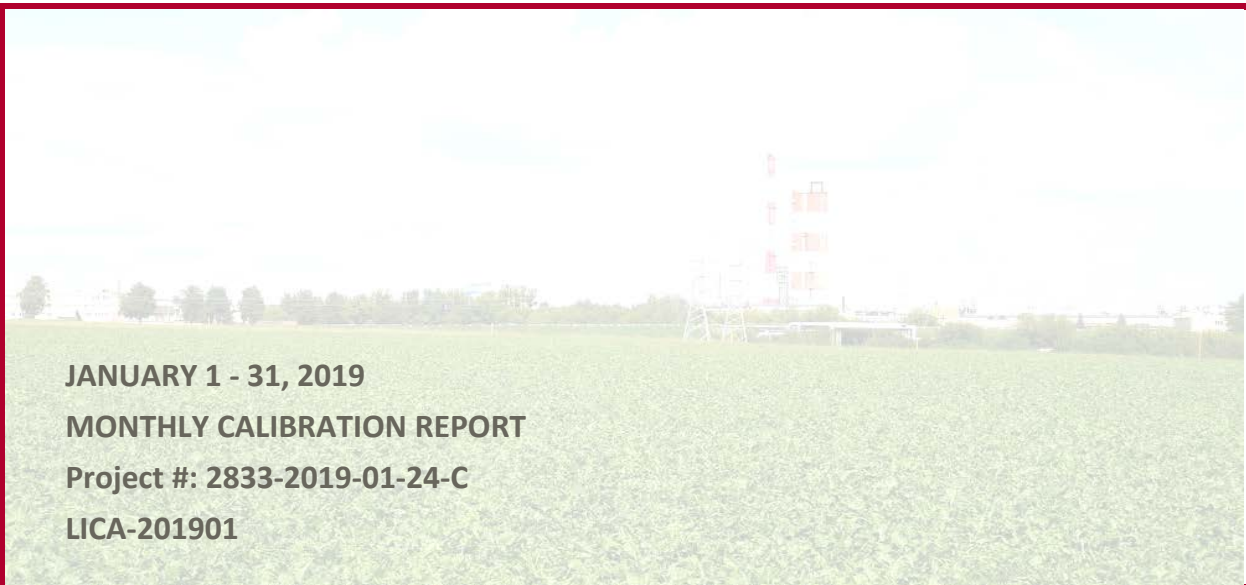 JANUARY 1 - 31, 2019
MONTHLY CALIBRATION REPORT
Project #: 2833-2019-01-24-C
LICA-201901